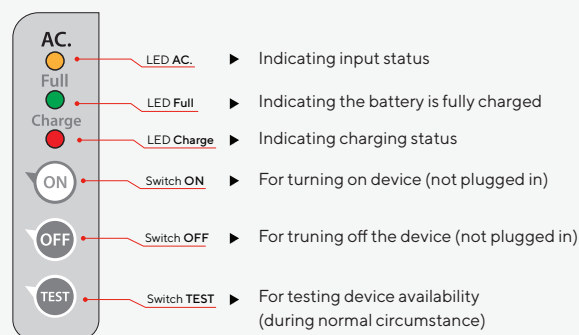 AC.
LED AC. ▶ Indicating input status
Full
LED Full ▶ Indicating the battery is fully charged
Charge
LED Charge ▶ Indicating charging status
ON
Switch ON ▶ For turning on device (not plugged in)
OFF
Switch OFF ▶ For truning off the device (not plugged in)
TEST
Switch TEST ▶ For testing device availability
(during normal circumstance)